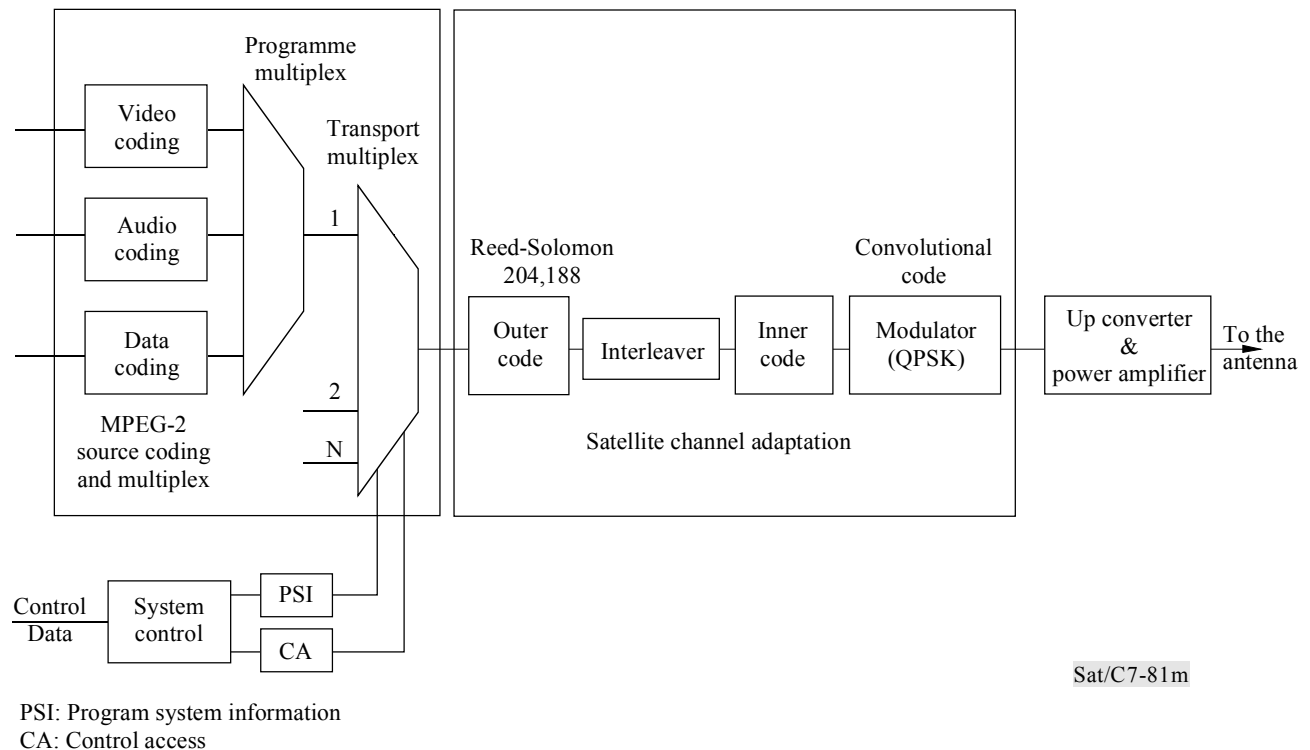 Programme
multiplex
Video
coding
Transport
multiplex
Audio
coding
1
Reed-Solomon
204,188
Convolutional
code
Data
coding
Outer
code
Interleaver
Inner
code
Modulator
(QPSK)
Up converter
&
power amplifier
To the
antenna
2
N
MPEG-2
source coding
and multiplex
Satellite channel adaptation
Control
Data
System
control
PSI
CA
Sat/C7-81m
PSI: Program system information
CA: Control access